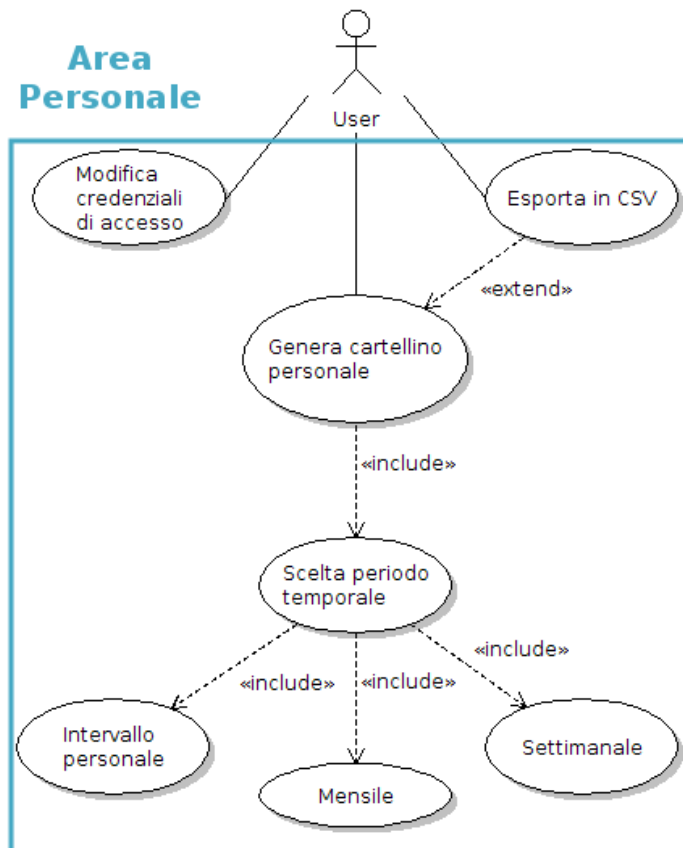 Area
Personale
User
Modifica
credenziali
di accesso
Esporta in CSV
«extend»
Genera cartellino
personale
«include»
Scelta periodo
temporale
«include»
«include»
«include»
Intervallo
personale
Mensile
Settimanale